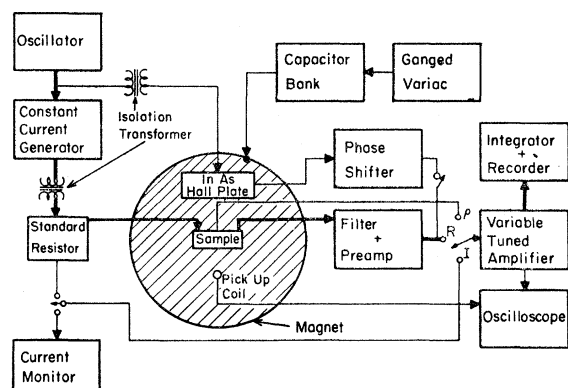 Oscillator
Constant
Current
Generator
Isolation
Transformer
Capacitor
Bank
Ganged
Variac
In As
Hall Plate
Phase
Shifter
Integrator
+
Recorder
Standard
Resistor
Sample
Filter
+
Preamp
ρ
R
I
Variable
Tuned
Amplifier
Pick Up
Coil
Magnet
Oscilloscope
Current
Monitor